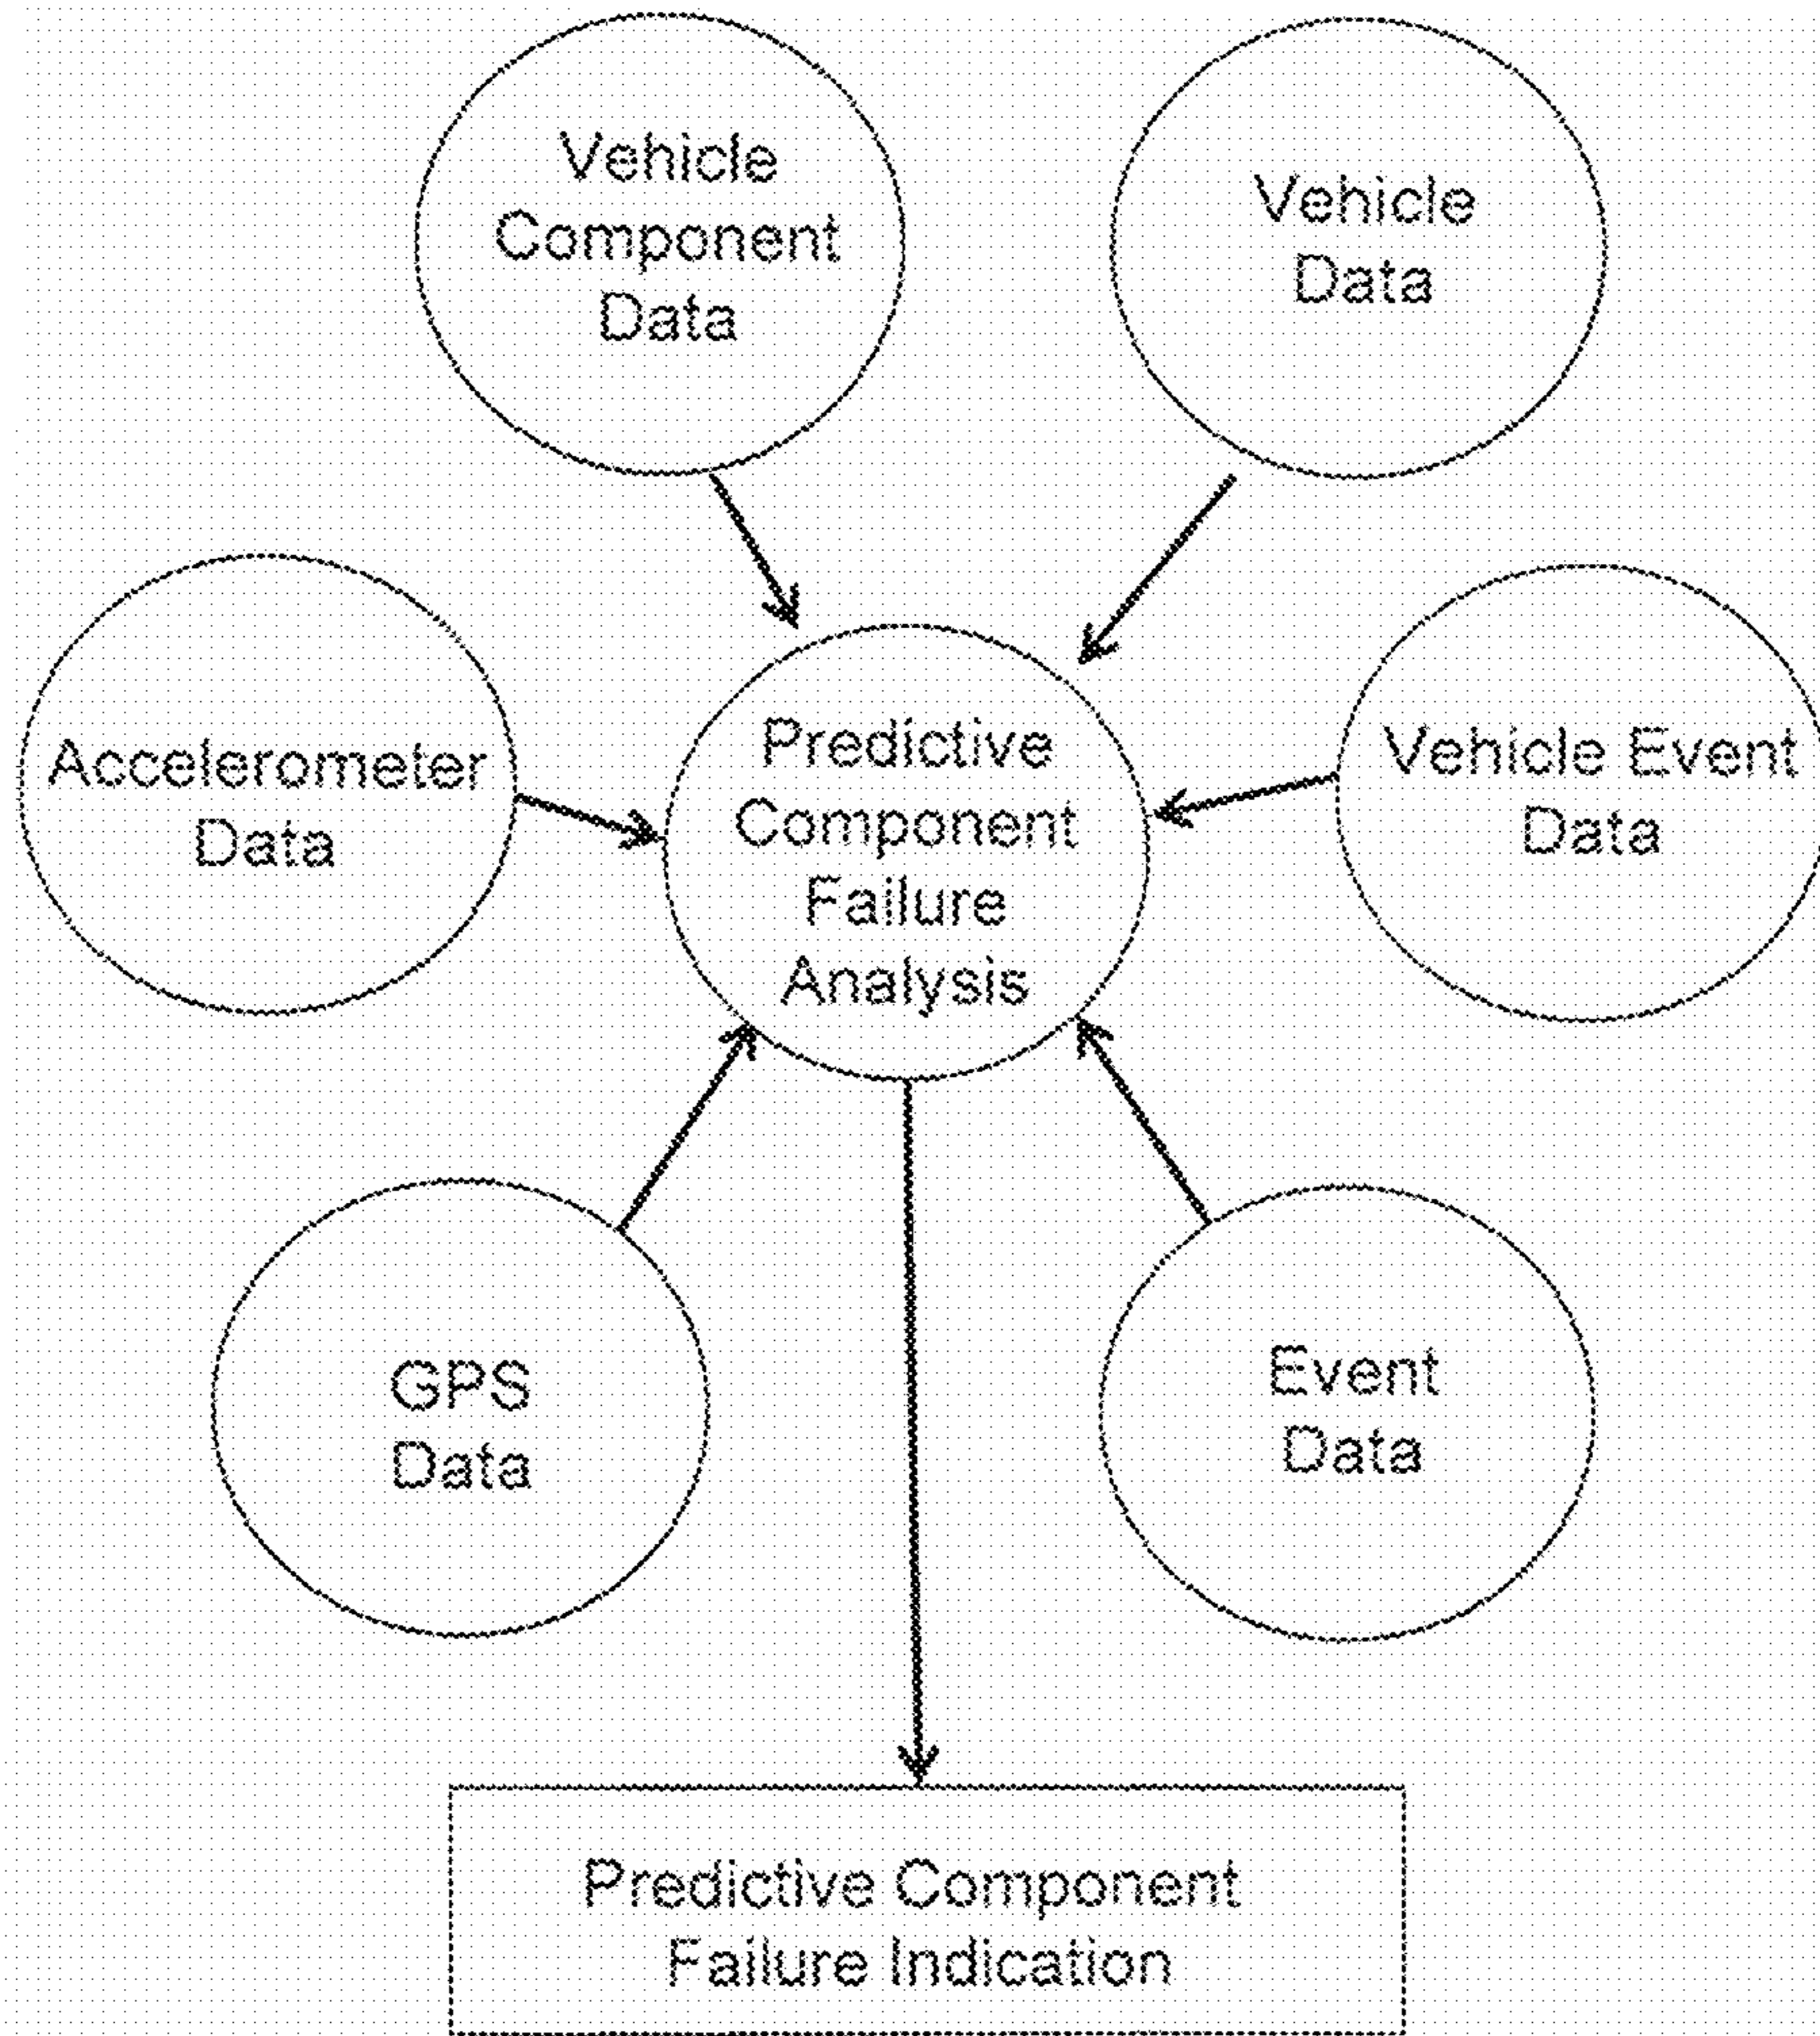 Vehicle
Component
Data
Vehicle
Data
Accelerometer
Data
Predictive
Component
Failure
Analysis
Vehicle Event
Data
GPS
Data
Event
Data
Predictive Component
Failure Indication